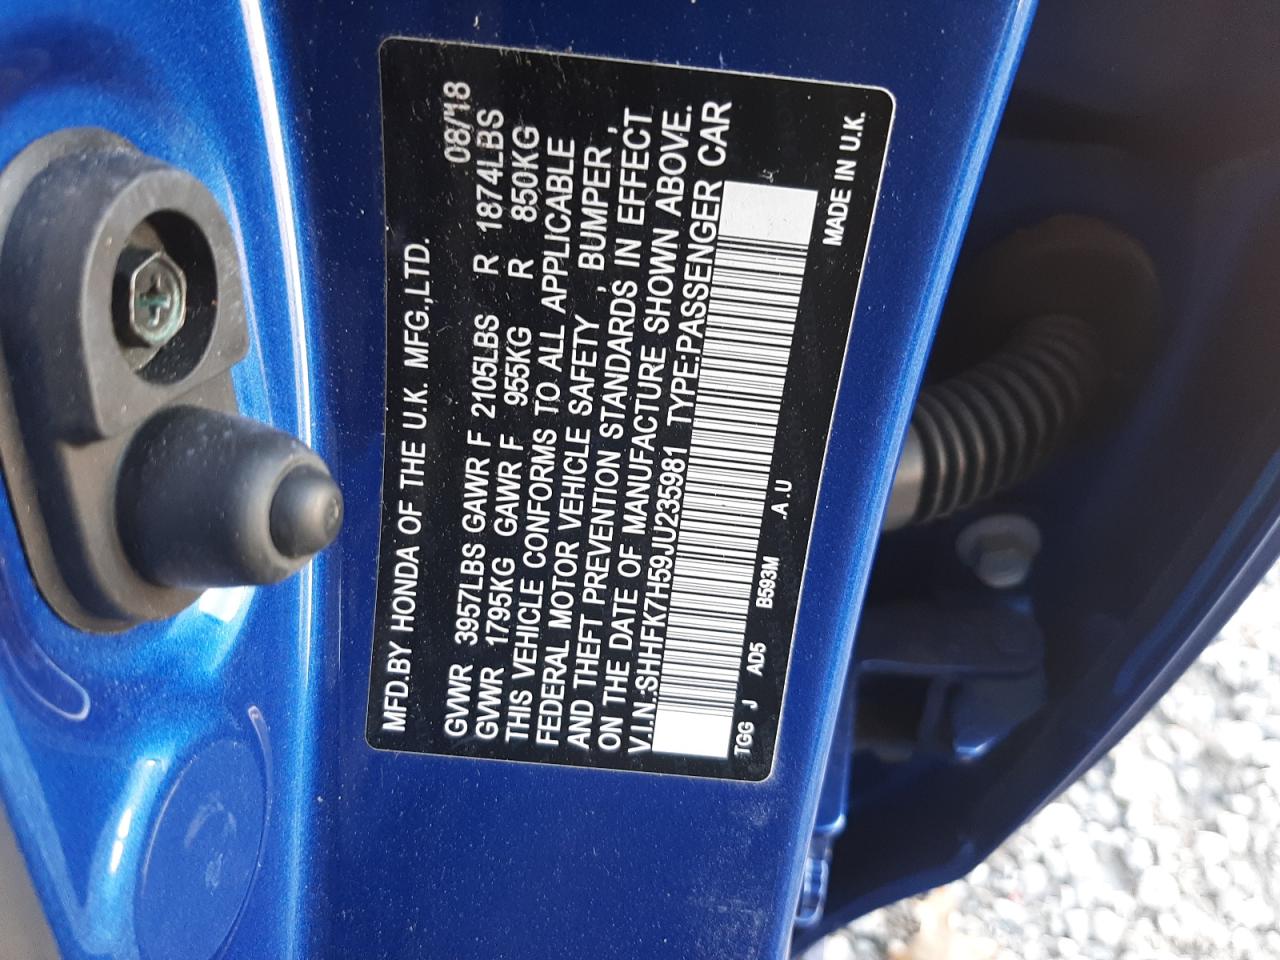 MFD.BY HONDA OF THE U.K. MFG.,LTD.
08/18
GVWR 3957LBS GAWR F 2105LBS R 1874LBS
GVWR 1795KG GAWR F 955KG R 850KG
THIS VEHICLE CONFORMS TO ALL APPLICABLE
FEDERAL MOTOR VEHICLE SAFETY , BUMPER ,
AND THEFT PREVENTION STANDARDS IN EFFECT
ON THE DATE OF MANUFACTURE SHOWN ABOVE.
V.I.N.:SHHFK7H59JU235981 TYPE:PASSENGER CAR
TGG J AD5 B593M .A.U MADE IN U.K.